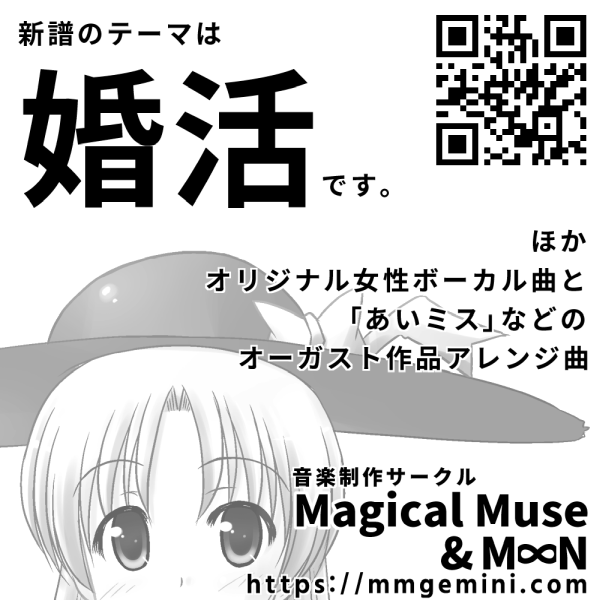 新譜のテーマは
婚活です。
ほか
オリジナル女性ボーカル曲と
「あいミス」などの
オーガスト作品アレンジ曲
音楽制作サークル
Magical Muse
& M∞N
https://mmgemini.com